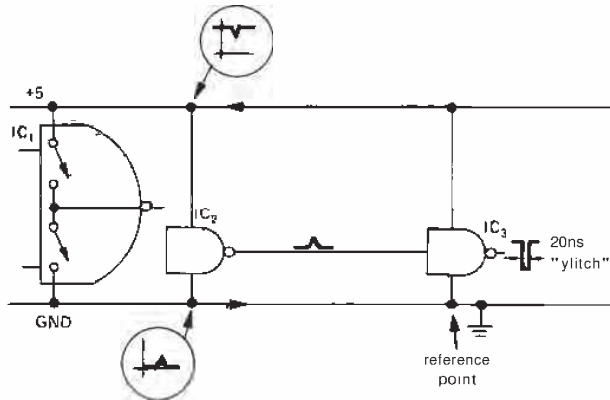 +5
IC1
IC2
IC3
20ns
"ylitch"
GND
reference
point